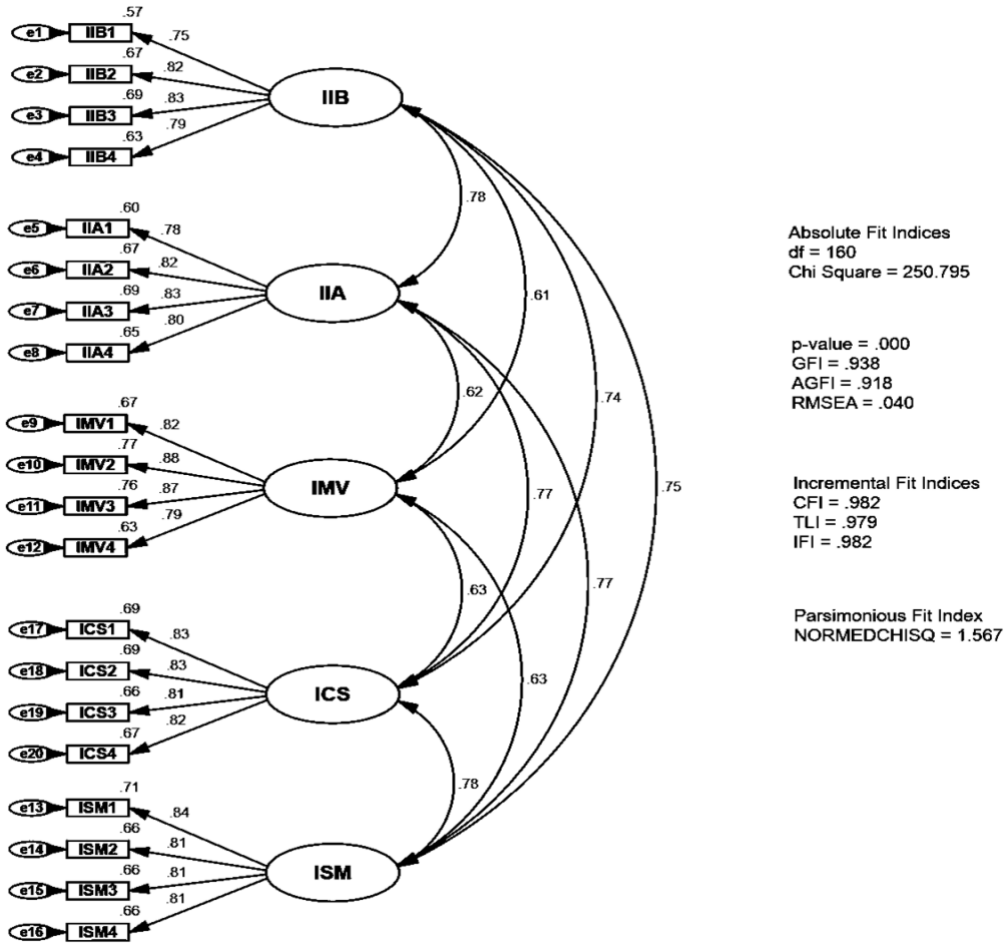 .57
e1 IIB1 .75
.67
e2 IIB2 .82
.69
e3 IIB3 .83
.63
e4 IIB4 .79
IIB
.78
.60
e5 IIA1 .78
.67
e6 IIA2 .82
.69
e7 IIA3 .83
.65
e8 IIA4 .80
IIA
.61
.62
.74
.67
e9 IMV1 .82
.77
e10 IMV2 .88
.76
e11 IMV3 .87
.63
e12 IMV4 .79
IMV
.77
.75
.63
.77
.69
e17 ICS1 .83
.69
e18 ICS2 .83
.66
e19 ICS3 .81
.67
e20 ICS4 .82
ICS
.63
.78
.71
e13 ISM1 .84
.66
e14 ISM2 .81
.66
e15 ISM3 .81
.66
e16 ISM4 .81
ISM
Absolute Fit Indices
df = 160
Chi Square = 250.795
p-value = .000
GFI = .938
AGFI = .918
RMSEA = .040
Incremental Fit Indices
CFI = .982
TLI = .979
IFI = .982
Parsimonious Fit Index
NORMEDCHISQ = 1.567